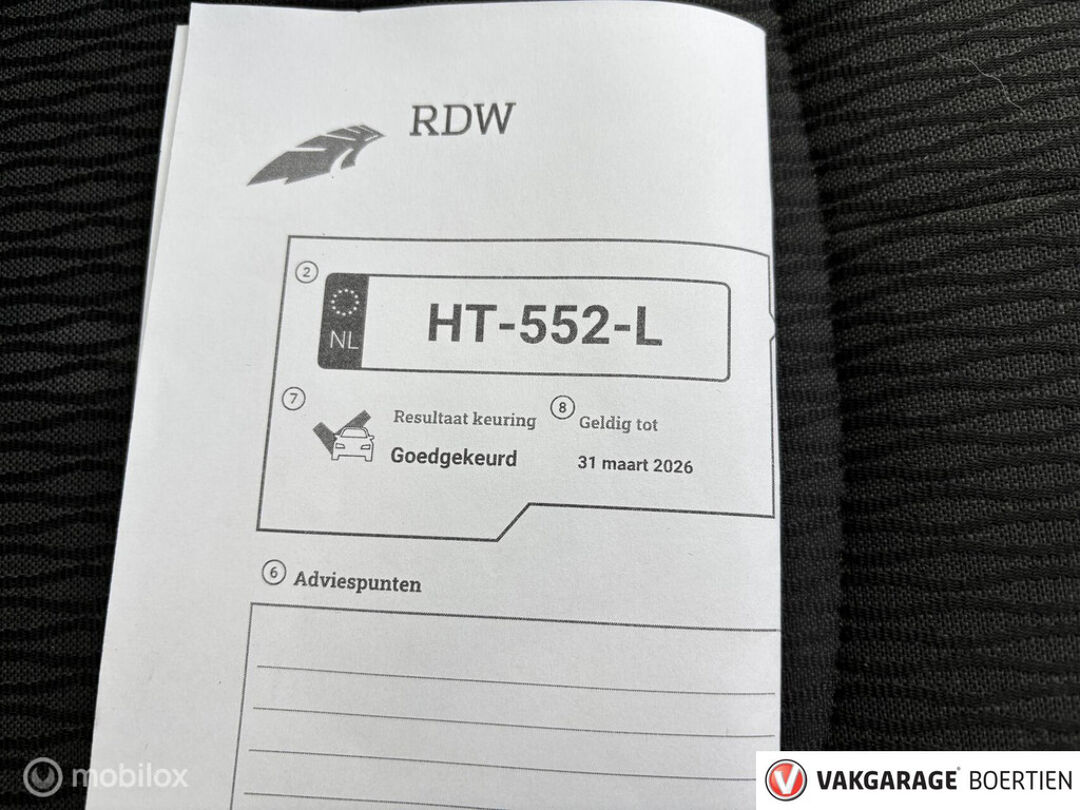 RDW
2
NL
HT-552-L
7
Resultaat keuring
8
Geldig tot
Goedgekeurd
31 maart 2026
6
Adviespunten
mobilox
VAKGARAGE® BOERTIEN